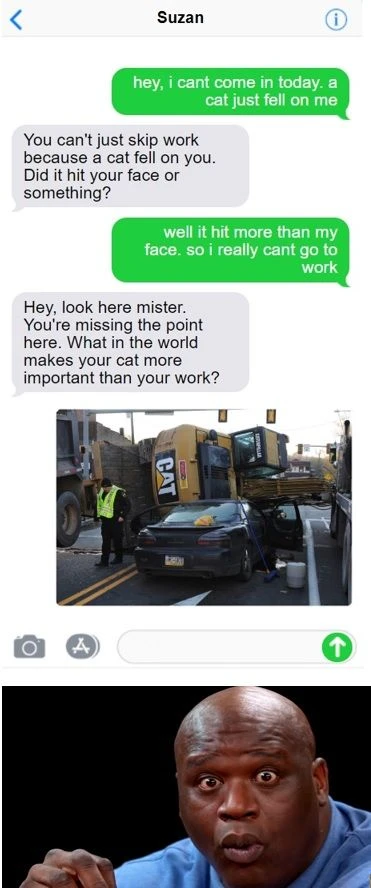 Suzan
hey, i cant come in today. a
cat just fell on me
You can't just skip work
because a cat fell on you.
Did it hit your face or
something?
well it hit more than my
face. so i really cant go to
work
Hey, look here mister.
You're missing the point
here. What in the world
makes your cat more
important than your work?
CAT